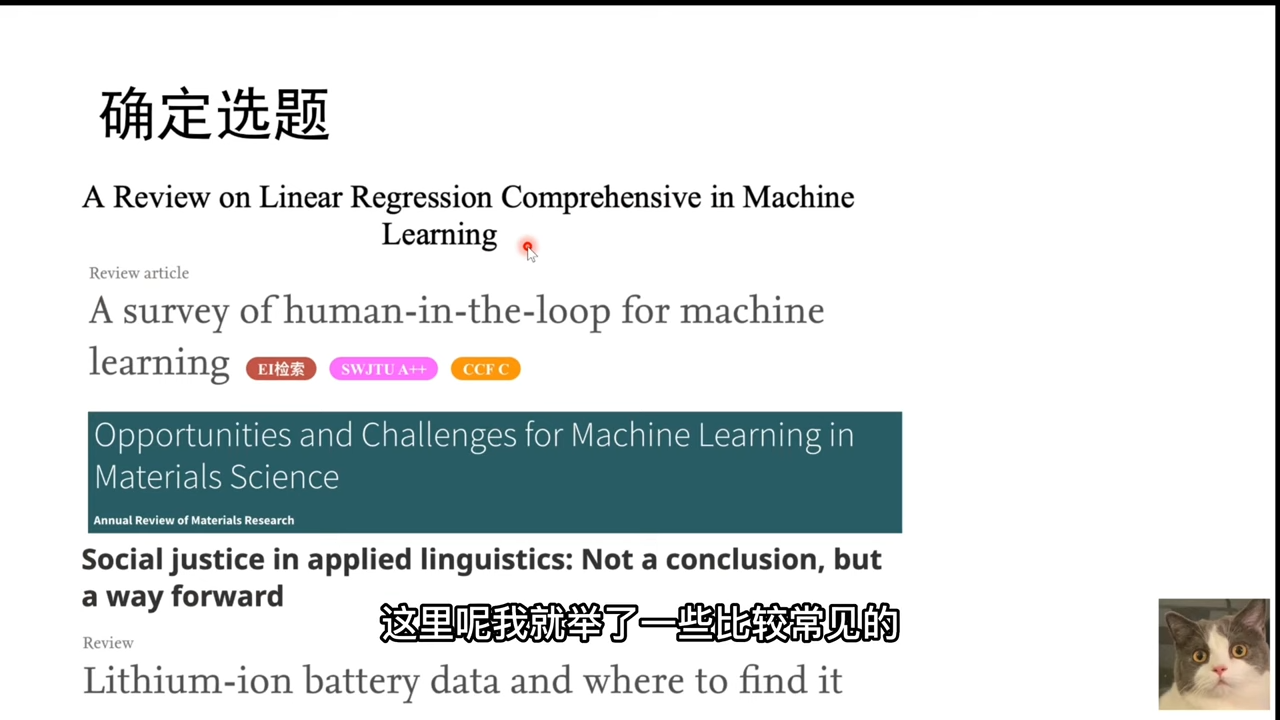 确定选题
A Review on Linear Regression Comprehensive in Machine
Learning
Review article
A survey of human-in-the-loop for machine
learning EI检索 SWJTU A++ CCF C
Opportunities and Challenges for Machine Learning in
Materials Science
Annual Review of Materials Research
Social justice in applied linguistics: Not a conclusion, but
a way forward
这里呢我就举了一些比较常见的
Review
Lithium-ion battery data and where to find it